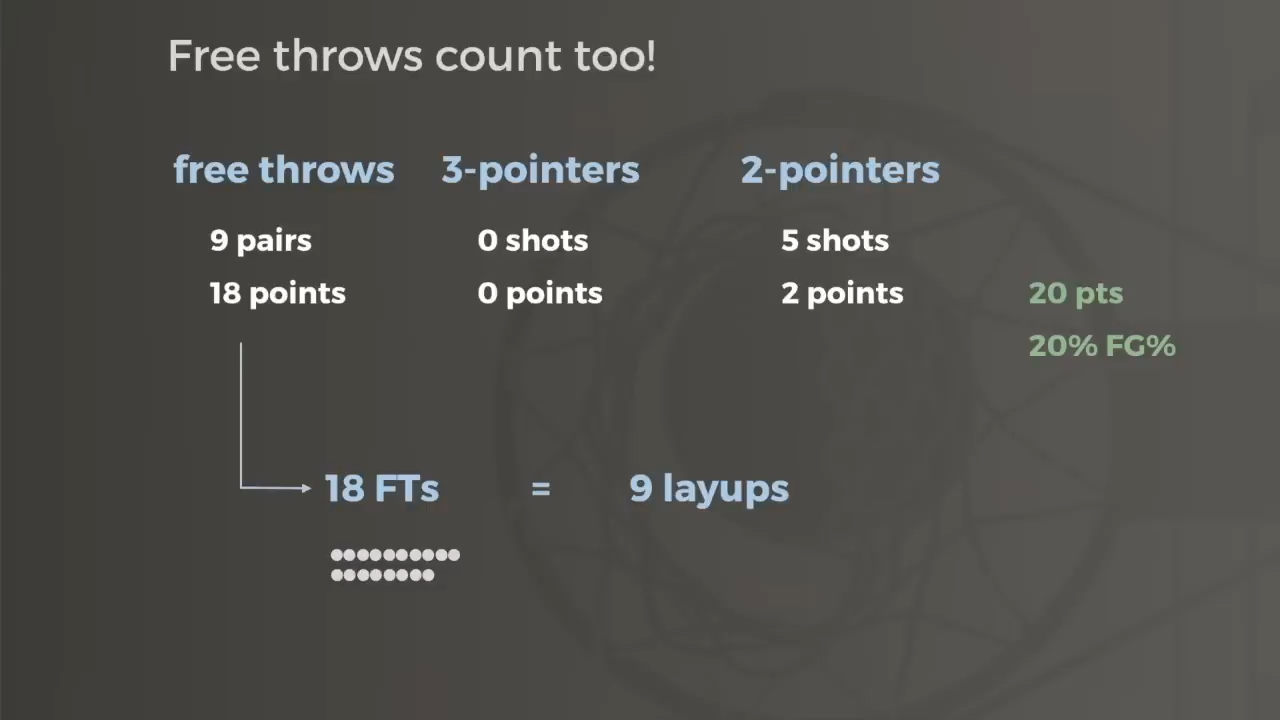 Free throws count too!
free throws 3-pointers 2-pointers
9 pairs 0 shots 5 shots
18 points 0 points 2 points 20 pts
20% FG%
18 FTs = 9 layups